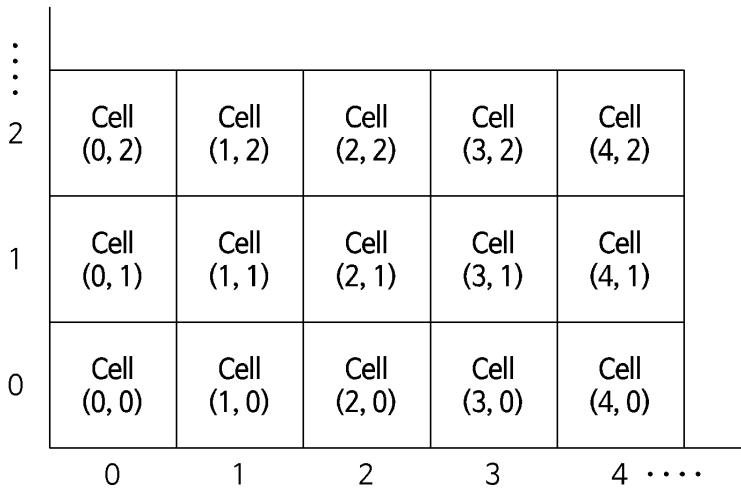 ⋮
2 Cell Cell Cell Cell Cell
(0, 2) (1, 2) (2, 2) (3, 2) (4, 2)
1 Cell Cell Cell Cell Cell
(0, 1) (1, 1) (2, 1) (3, 1) (4, 1)
0 Cell Cell Cell Cell Cell
(0, 0) (1, 0) (2, 0) (3, 0) (4, 0)
0 1 2 3 4 ····